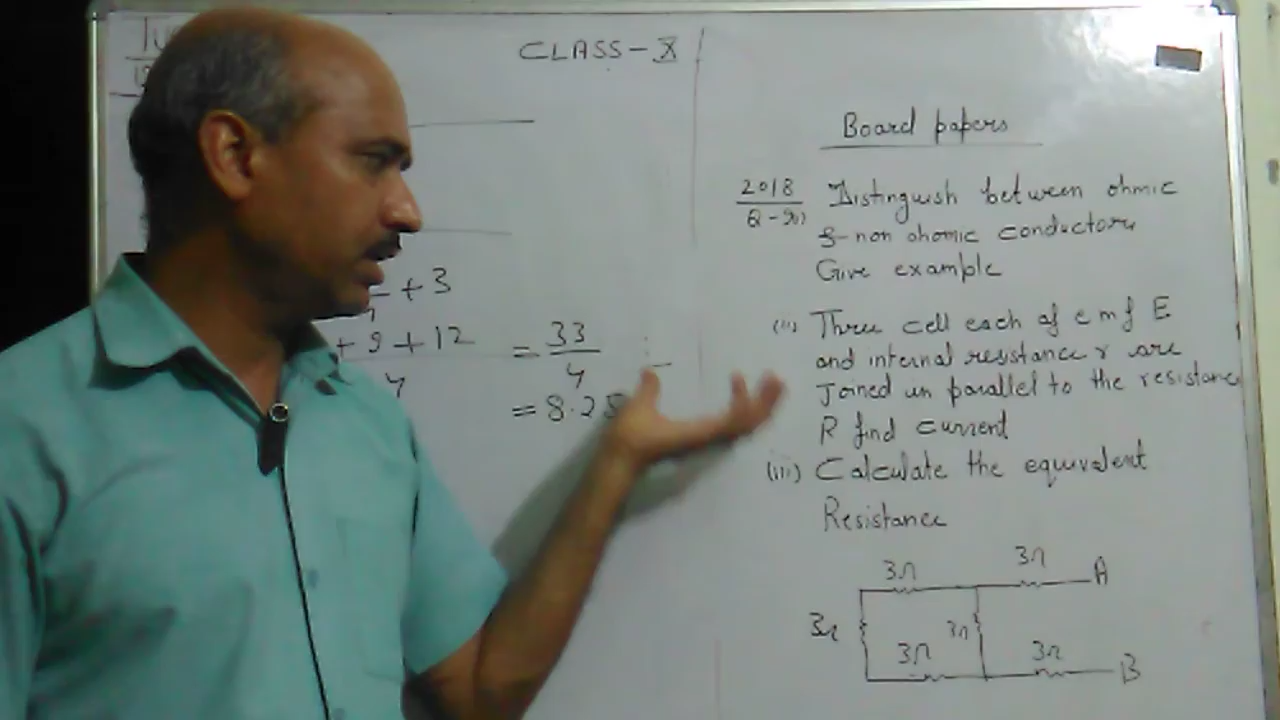 CLASS - X
+ 3
+ 9 + 12
4
= 33
4
= 8.25
Board papers
2018 Distinguish between ohmic
& non ohomic conductors
Give example
(ii) Three cell each of emf E
and internal resistance r are
Joined in parallel to the resistance
R find current
(iii) Calculate the equivalent
Resistance
3Ω 3Ω A
3Ω 3Ω
3Ω 3Ω B